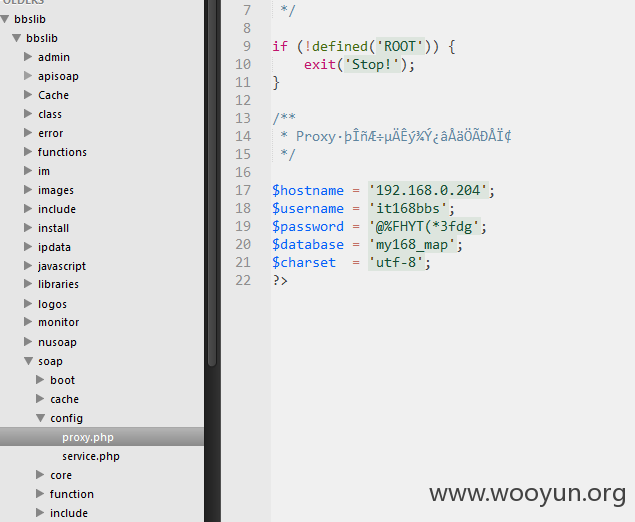 OLDERS
bbslib
bbslib
admin
apisoap
Cache
class
error
functions
im
images
include
install
ipdata
javascript
libraries
logos
monitor
nusoap
soap
boot
cache
config
proxy.php
service.php
core
function
include
7 */
8
9 if (!defined('ROOT')) {
10 exit('Stop!');
11 }
12
13 /**
14 * Proxy·þÎñÆ÷µÄÊý¾Ý¿âÅäÖÃÐÅÏ¢
15 */
16
17 $hostname = '192.168.0.204';
18 $username = 'it168bbs';
19 $password = '@%FHYT(*3fdg';
20 $database = 'my168_map';
21 $charset = 'utf-8';
22 ?>
www.wooyun.org